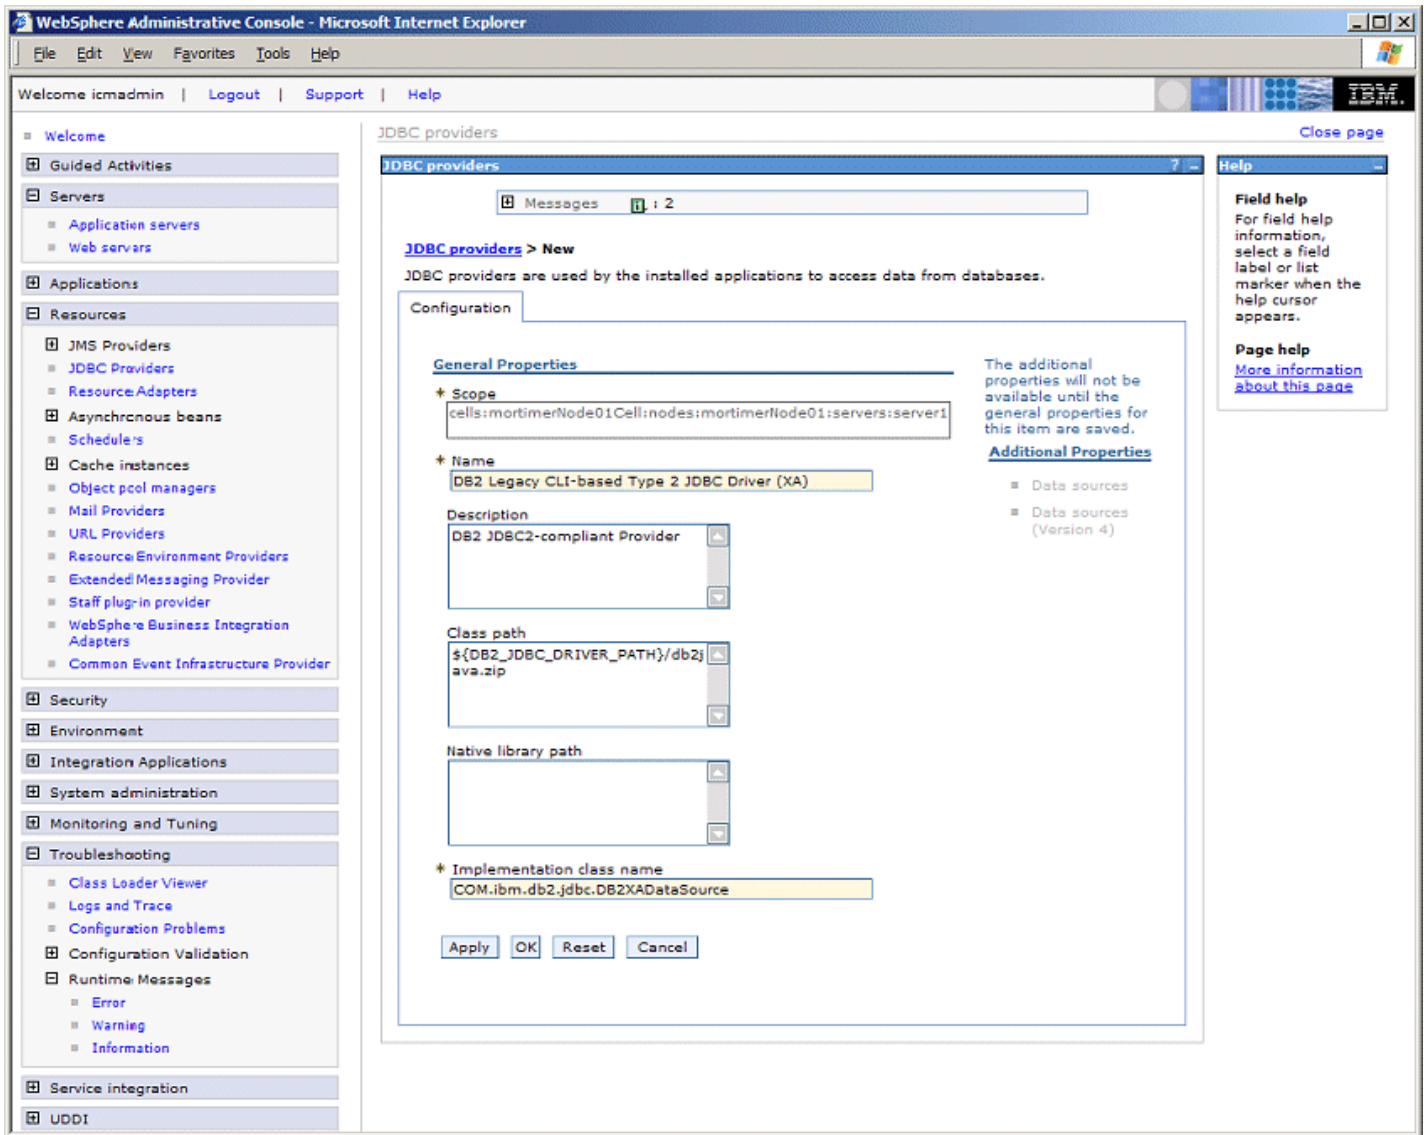 WebSphere Administrative Console - Microsoft Internet Explorer
File Edit View Favorites Tools Help
Welcome icmadmin | Logout | Support | Help
IBM.
Welcome
Guided Activities
Servers
Application servers
Web servers
Applications
Resources
JMS Providers
JDBC Providers
Resource Adapters
Asynchronous beans
Schedulers
Cache instances
Object pool managers
Mail Providers
URL Providers
Resource Environment Providers
Extended Messaging Provider
Staff plug-in provider
WebSphere Business Integration
Adapters
Common Event Infrastructure Provider
Security
Environment
Integration Applications
System administration
Monitoring and Tuning
Troubleshooting
Class Loader Viewer
Logs and Trace
Configuration Problems
Configuration Validation
Runtime Messages
Error
Warning
Information
Service integration
UDDI
JDBC providers
Close page
JDBC providers ? –
Messages i : 2
JDBC providers > New
JDBC providers are used by the installed applications to access data from databases.
Configuration
General Properties
* Scope
cells:mortimerNode01Cell:nodes:mortimerNode01:servers:server1
* Name
DB2 Legacy CLI-based Type 2 JDBC Driver (XA)
Description
DB2 JDBC2-compliant Provider
Class path
${DB2_JDBC_DRIVER_PATH}/db2j
ava.zip
Native library path
* Implementation class name
COM.ibm.db2.jdbc.DB2XADataSource
Apply OK Reset Cancel
The additional
properties will not be
available until the
general properties for
this item are saved.
Additional Properties
Data sources
Data sources
(Version 4)
Help –
Field help
For field help
information,
select a field
label or list
marker when the
help cursor
appears.
Page help
More information
about this page